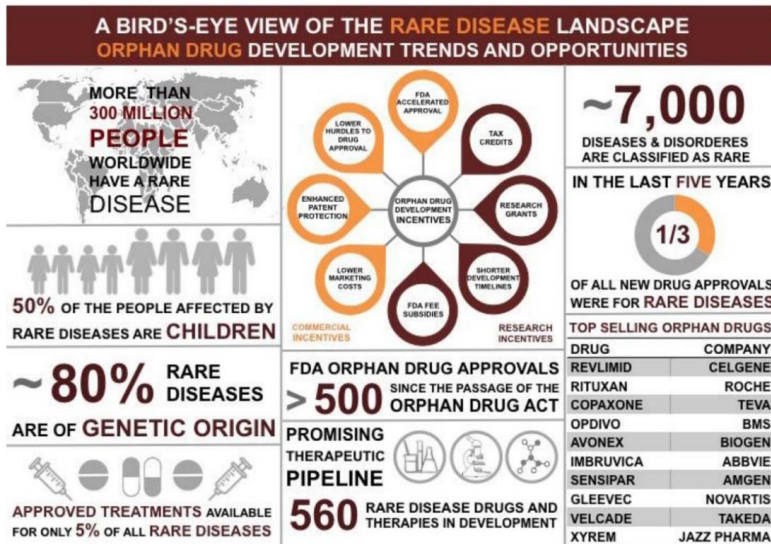 A BIRD'S-EYE VIEW OF THE RARE DISEASE LANDSCAPE
ORPHAN DRUG DEVELOPMENT TRENDS AND OPPORTUNITIES
MORE THAN
300 MILLION
PEOPLE
WORLDWIDE
HAVE A RARE
DISEASE
50% OF THE PEOPLE AFFECTED BY
RARE DISEASES ARE CHILDREN
~ 80% RARE
DISEASES
ARE OF GENETIC ORIGIN
APPROVED TREATMENTS AVAILABLE
FOR ONLY 5% OF ALL RARE DISEASES
FDA
ACCELERATED
APPROVAL
TAX
CREDITS
RESEARCH
GRANTS
SHORTER
DEVELOPMENT
TIMELINES
FDA FEE
SUBSIDIES
LOWER
MARKETING
COSTS
ENHANCED
PATENT
PROTECTION
LOWER
HURDLES TO
DRUG
APPROVAL
ORPHAN DRUG
DEVELOPMENT
INCENTIVES
COMMERCIAL
INCENTIVES
RESEARCH
INCENTIVES
FDA ORPHAN DRUG APPROVALS
> 500 SINCE THE PASSAGE OF THE
ORPHAN DRUG ACT
PROMISING
THERAPEUTIC
PIPELINE
560 RARE DISEASE DRUGS AND
THERAPIES IN DEVELOPMENT
~7,000
DISEASES & DISORDERES
ARE CLASSIFIED AS RARE
IN THE LAST FIVE YEARS
1/3
OF ALL NEW DRUG APPROVALS
WERE FOR RARE DISEASES
TOP SELLING ORPHAN DRUGS
DRUG COMPANY
REVLIMID CELGENE
RITUXAN ROCHE
COPAXONE TEVA
OPDIVO BMS
AVONEX BIOGEN
IMBRUVICA ABBVIE
SENSIPAR AMGEN
GLEEVEC NOVARTIS
VELCADE TAKEDA
XYREM JAZZ PHARMA